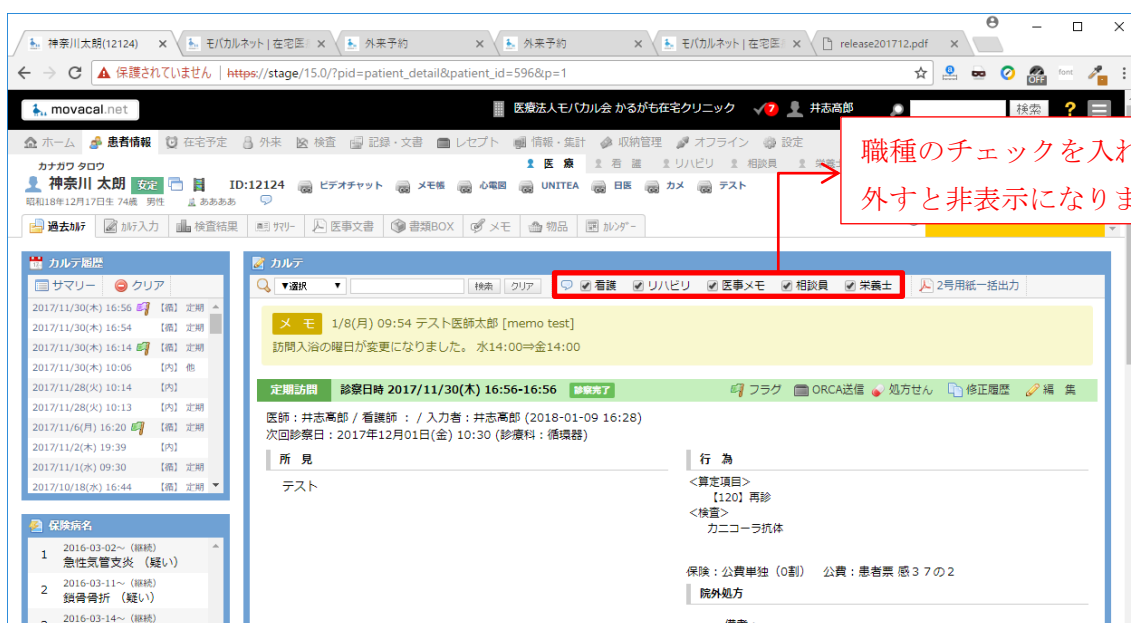 神奈川太朗(12124)
モバカルネット | 在宅医
外来予約
外来予約
モバカルネット | 在宅医
release201712.pdf
保護されていません
https://stage/15.0/?pid=patient_detail&patient_id=596&p=1
OFF
font
movacal.net
医療法人モバカル会 かるがも在宅クリニック
7
井志高郎
検索
?
ホーム 患者情報 在宅予定 外来 検査 記録・文書 レセプト 情報・集計 収納管理 オフライン 設定
カナガワ タロウ
医 療 看 護 リハビリ 相談員
神奈川 太朗 安定 ID:12124 ビデオチャット メモ帳 心電図 UNITEA 日医 カメ テスト
昭和18年12月17日生 74歳 男性 ああああ
職種のチェックを入れ
外すと非表示になりま
過去ｶﾙﾃ ｶﾙﾃ入力 検査結果 ｻﾏﾘｰ 医事文書 書類BOX メモ 物品 ｶﾚﾝﾀﾞｰ
カルテ履歴
サマリー クリア
2017/11/30(木) 16:56 【循】 定期
2017/11/30(木) 16:54 【循】 定期
2017/11/30(木) 16:14 【循】 定期
2017/11/30(木) 10:06 【内】 他
2017/11/28(火) 10:14 【内】
2017/11/28(火) 10:13 【内】 定期
2017/11/6(月) 16:20 【循】 定期
2017/11/2(木) 19:39 【内】
2017/11/1(水) 09:30 【循】 定期
2017/10/18(水) 16:44 【循】 定期
保険病名
1 2016-03-02～ (継続)
急性気管支炎 （疑い）
2 2016-03-11～ (継続)
鎖骨骨折 （疑い）
2016-03-14～ (継続)
カルテ
▼選択 検索 クリア 看護 リハビリ 医事メモ 相談員 栄養士 2号用紙一括出力
メ モ 1/8(月) 09:54 テスト医師太郎 [memo test]
訪問入浴の曜日が変更になりました。 水14:00⇒金14:00
定期訪問 診察日時 2017/11/30(木) 16:56-16:56 診察完了 フラグ ORCA送信 処方せん 修正履歴 編 集
医師：井志高郎 / 看護師 ： / 入力者：井志高郎 (2018-01-09 16:28)
次回診察日：2017年12月01日(金) 10:30 (診療科：循環器)
所 見
テスト
行 為
<算定項目>
【120】再診
<検査>
カニコーラ抗体
保険：公費単独（0割） 公費：患者票 感３７の２
院外処方